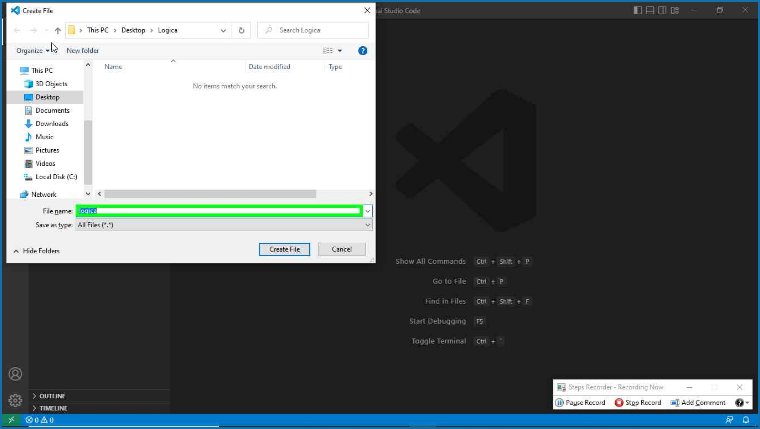 Create File
dio Studio Code
This PC > Desktop > Logica
Search Logica
Organize
New folder
?
Name
Date modified
Type
No items match your search.
This PC
3D Objects
Desktop
Documents
Downloads
Music
Pictures
Videos
Local Disk (C:)
Network
File name:
Logica
Save as type:
All Files (*.*)
Hide Folders
Create File
Cancel
Show All Commands Ctrl + Shift + P
Go to File Ctrl + P
Find in Files Ctrl + Shift + F
Start Debugging F5
Toggle Terminal Ctrl + `
OUTLINE
TIMELINE
Steps Recorder - Recording Now
Pause Record Stop Record Add Comment ?
0 0